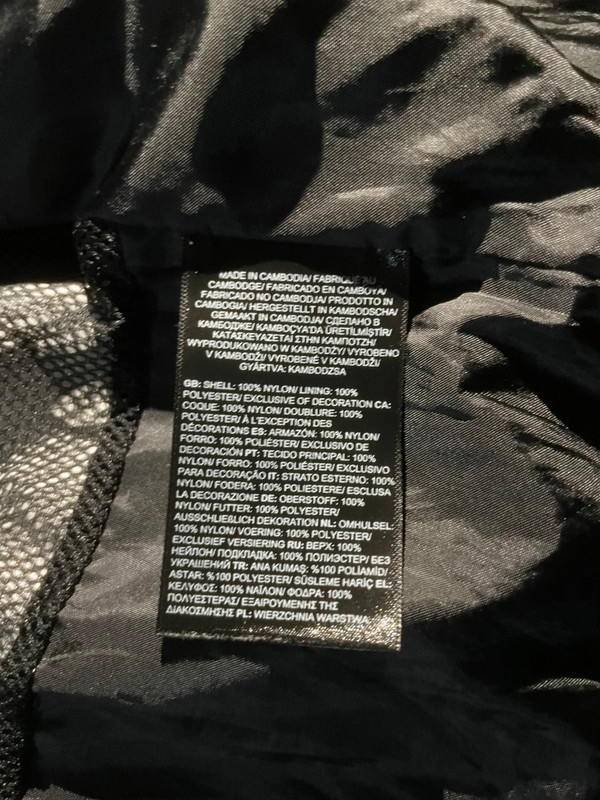 MADE IN CAMBODIA/ FABRIQUÉ AU
CAMBODGE/ FABRICADO EN CAMBOYA/
FABRICADO NO CAMBODJA/ PRODOTTO IN
CAMBOGIA/ HERGESTELLT IN KAMBODSCHA/
GEMAAKT IN CAMBODJA/ СДЕЛАНО В
КАМБОДЖЕ/ KAMBOÇYA'DA ÜRETİLMİŞTİR/
ΚΑΤΑΣΚΕΥΑΖΕΤΑΙ ΣΤΗΝ ΚΑΜΠΟΤΖΗ/
WYPRODUKOWANO W KAMBODŻY/ VYROBENO
V KAMBODŽI/ VYROBENÉ V KAMBODŽI/
GYÁRTVA: KAMBODZSA
GB: SHELL: 100% NYLON/ LINING: 100%
POLYESTER/ EXCLUSIVE OF DECORATION CA:
COQUE: 100% NYLON/ DOUBLURE: 100%
POLYESTER/ À L'EXCEPTION DES
DÉCORATIONS ES: ARMAZÓN: 100% NYLON/
FORRO: 100% POLIÉSTER/ EXCLUSIVO DE
DECORACIÓN PT: TECIDO PRINCIPAL: 100%
NYLON/ FORRO: 100% POLIÉSTER/ EXCLUSIVO
PARA DECORAÇÃO IT: STRATO ESTERNO: 100%
NYLON/ FODERA: 100% POLIESTERE/ ESCLUSA
LA DECORAZIONE DE: OBERSTOFF: 100%
NYLON/ FUTTER: 100% POLYESTER/
AUSSCHLIEßLICH DEKORATION NL: OMHULSEL:
100% NYLON/ VOERING: 100% POLYESTER/
EXCLUSIEF VERSIERING RU: ВЕРХ: 100%
НЕЙЛОН/ ПОДКЛАДКА: 100% ПОЛИЭСТЕР/ БЕЗ
УКРАШЕНИЙ TR: ANA KUMAŞ: %100 POLİAMİD/
ASTAR: %100 POLYESTER/ SÜSLEME HARİÇ EL:
ΚΕΛΥΦΟΣ: 100% ΝΑΪΛΟΝ/ ΦΟΔΡΑ: 100%
ΠΟΛΥΕΣΤΕΡΑΣ/ ΕΞΑΙΡΟΥΜΕΝΗΣ ΤΗΣ
ΔΙΑΚΟΣΜΗΣΗΣ PL: WIERZCHNIA WARSTWA: